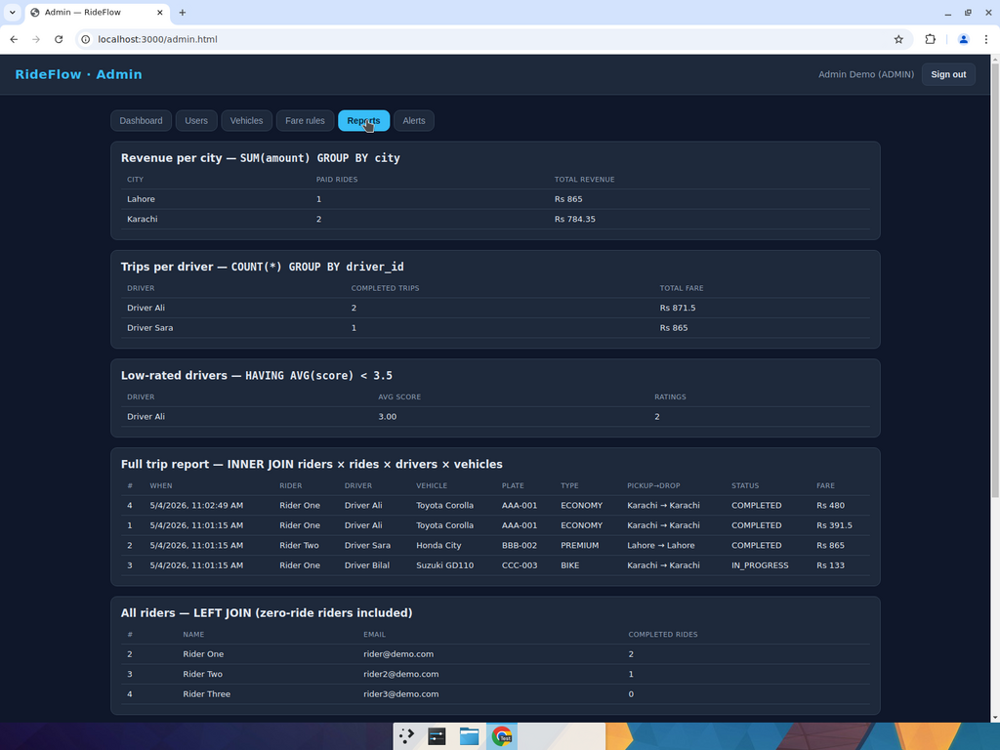 Admin — RideFlow
localhost:3000/admin.html
RideFlow · Admin
Admin Demo (ADMIN) Sign out
Dashboard Users Vehicles Fare rules Reports Alerts
Revenue per city — SUM(amount) GROUP BY city
CITY PAID RIDES TOTAL REVENUE
Lahore 1 Rs 865
Karachi 2 Rs 784.35
Trips per driver — COUNT(*) GROUP BY driver_id
DRIVER COMPLETED TRIPS TOTAL FARE
Driver Ali 2 Rs 871.5
Driver Sara 1 Rs 865
Low-rated drivers — HAVING AVG(score) < 3.5
DRIVER AVG SCORE RATINGS
Driver Ali 3.00 2
Full trip report — INNER JOIN riders × rides × drivers × vehicles
# WHEN RIDER DRIVER VEHICLE PLATE TYPE PICKUP→DROP STATUS FARE
4 5/4/2026, 11:02:49 AM Rider One Driver Ali Toyota Corolla AAA-001 ECONOMY Karachi → Karachi COMPLETED Rs 480
1 5/4/2026, 11:01:15 AM Rider One Driver Ali Toyota Corolla AAA-001 ECONOMY Karachi → Karachi COMPLETED Rs 391.5
2 5/4/2026, 11:01:15 AM Rider Two Driver Sara Honda City BBB-002 PREMIUM Lahore → Lahore COMPLETED Rs 865
3 5/4/2026, 11:01:15 AM Rider One Driver Bilal Suzuki GD110 CCC-003 BIKE Karachi → Karachi IN_PROGRESS Rs 133
All riders — LEFT JOIN (zero-ride riders included)
# NAME EMAIL COMPLETED RIDES
2 Rider One rider@demo.com 2
3 Rider Two rider2@demo.com 1
4 Rider Three rider3@demo.com 0
Test